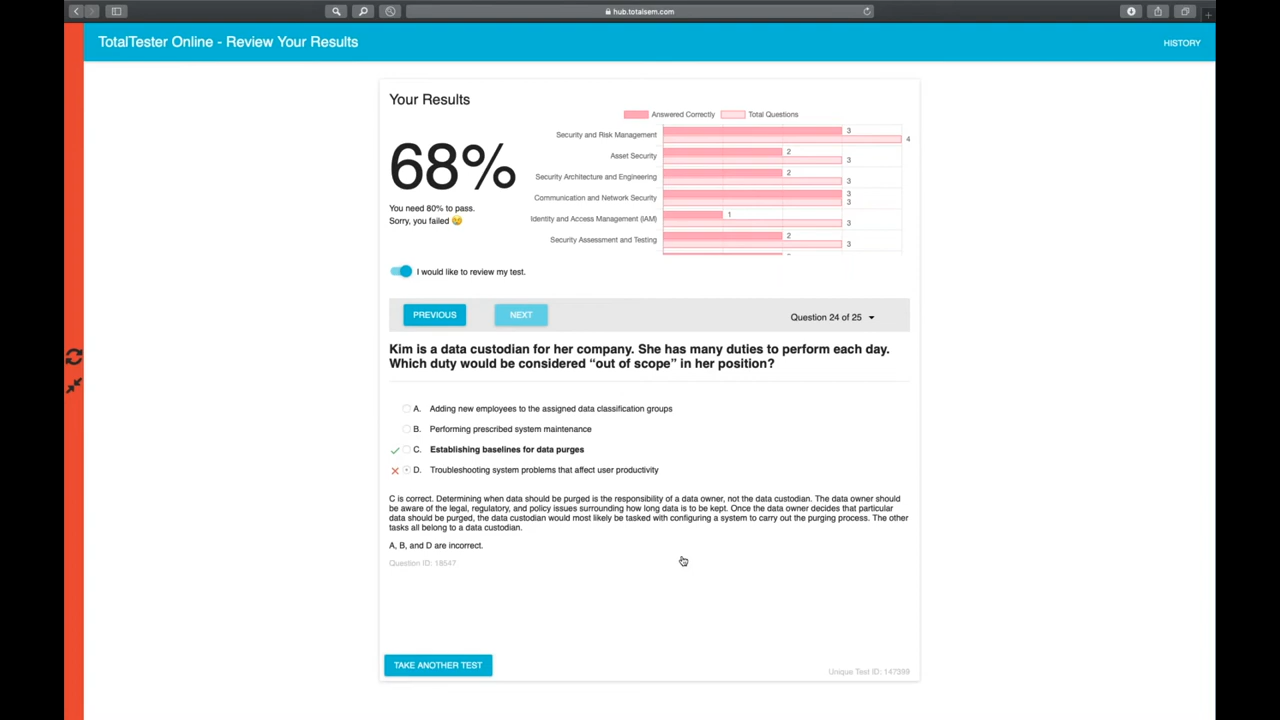 hub.totalsem.com
TotalTester Online - Review Your Results
HISTORY
Your Results
Answered Correctly
Total Questions
68%
You need 80% to pass.
Sorry, you failed 😢
Security and Risk Management
3
4
Asset Security
2
3
Security Architecture and Engineering
2
3
Communication and Network Security
3
3
Identity and Access Management (IAM)
1
3
Security Assessment and Testing
2
3
I would like to review my test.
PREVIOUS
NEXT
Question 24 of 25
Kim is a data custodian for her company. She has many duties to perform each day.
Which duty would be considered “out of scope” in her position?
A. Adding new employees to the assigned data classification groups
B. Performing prescribed system maintenance
C. Establishing baselines for data purges
D. Troubleshooting system problems that affect user productivity
C is correct. Determining when data should be purged is the responsibility of a data owner, not the data custodian. The data owner should
be aware of the legal, regulatory, and policy issues surrounding how long data is to be kept. Once the data owner decides that particular
data should be purged, the data custodian would most likely be tasked with configuring a system to carry out the purging process. The other
tasks all belong to a data custodian.
A, B, and D are incorrect.
Question ID: 18547
TAKE ANOTHER TEST
Unique Test ID: 147399